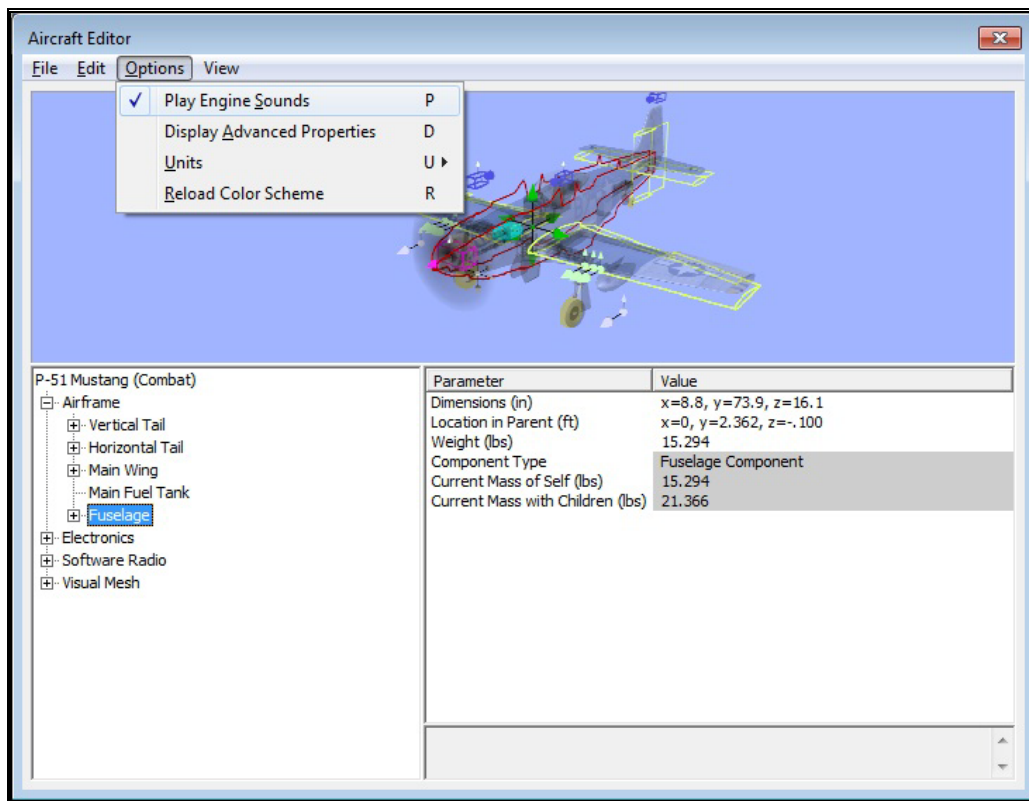 Aircraft Editor
File Edit Options View
Play Engine Sounds P
Display Advanced Properties D
Units U
Reload Color Scheme R
P-51 Mustang (Combat)
Airframe
Vertical Tail
Horizontal Tail
Main Wing
Main Fuel Tank
Fuselage
Electronics
Software Radio
Visual Mesh
Parameter Value
Dimensions (in) x=8.8, y=73.9, z=16.1
Location in Parent (ft) x=0, y=2.362, z=-.100
Weight (lbs) 15.294
Component Type Fuselage Component
Current Mass of Self (lbs) 15.294
Current Mass with Children (lbs) 21.366